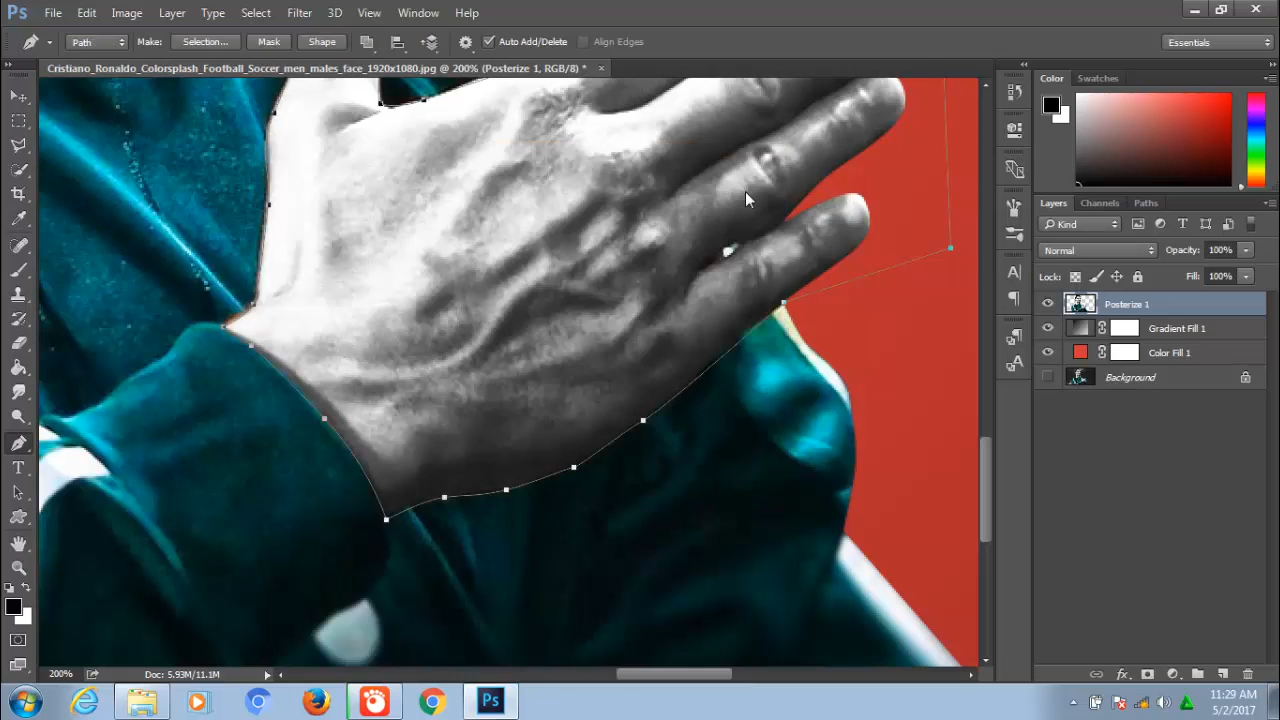 Ps File Edit Image Layer Type Select Filter 3D View Window Help
Path Make: Selection... Mask Shape Auto Add/Delete Align Edges Essentials
Cristiano_Ronaldo_Colorsplash_Football_Soccer_men_males_face_1920x1080.jpg @ 200% (Posterize 1, RGB/8) * ×
Color Swatches
Layers Channels Paths
Kind
Normal Opacity: 100%
Lock: Fill: 100%
Posterize 1
Gradient Fill 1
Color Fill 1
Background
200% Doc: 5.93M/11.1M
Ps
11:29 AM
5/2/2017